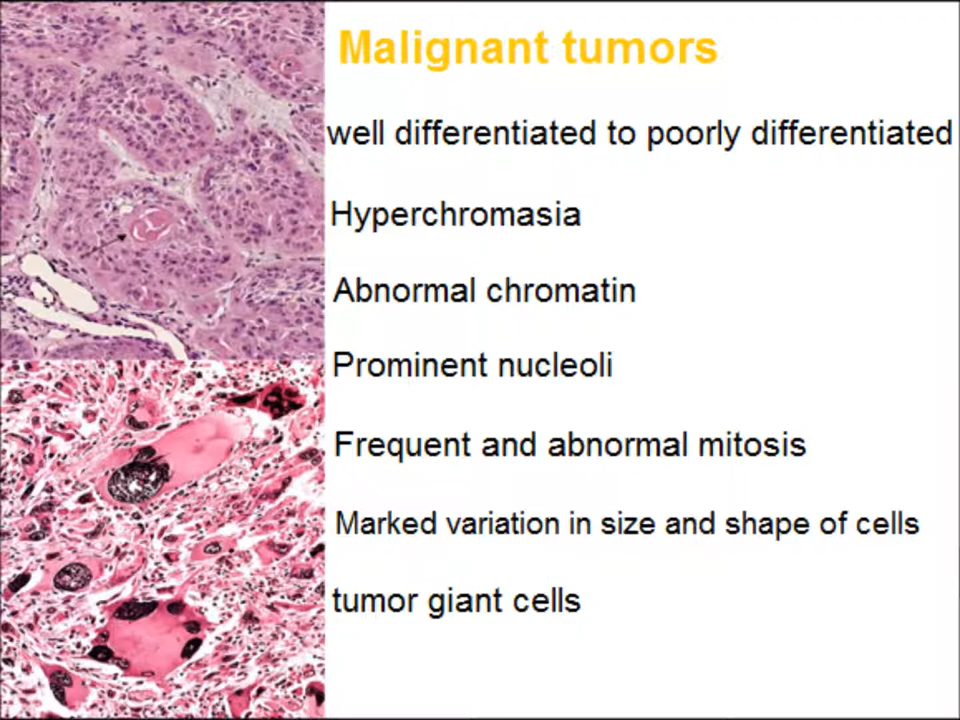 Malignant tumors
well differentiated to poorly differentiated
Hyperchromasia
Abnormal chromatin
Prominent nucleoli
Frequent and abnormal mitosis
Marked variation in size and shape of cells
tumor giant cells